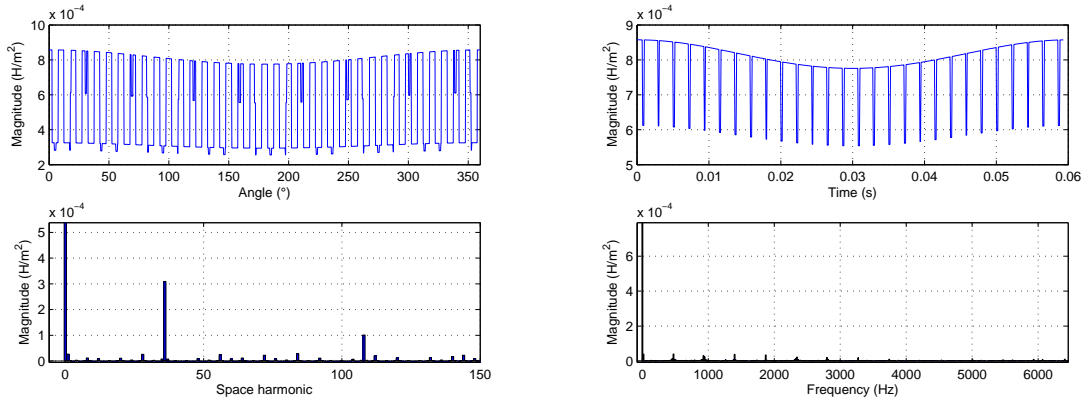 x 10⁻⁴
Magnitude (H/m²)
10
8
6
4
2
0 50 100 150 200 250 300 350
Angle (°)
x 10⁻⁴
Magnitude (H/m²)
9
8
7
6
5
0 0.01 0.02 0.03 0.04 0.05 0.06
Time (s)
x 10⁻⁴
Magnitude (H/m²)
5
4
3
2
1
0
0 50 100 150
Space harmonic
x 10⁻⁴
Magnitude (H/m²)
6
4
2
0
0 1000 2000 3000 4000 5000 6000
Frequency (Hz)